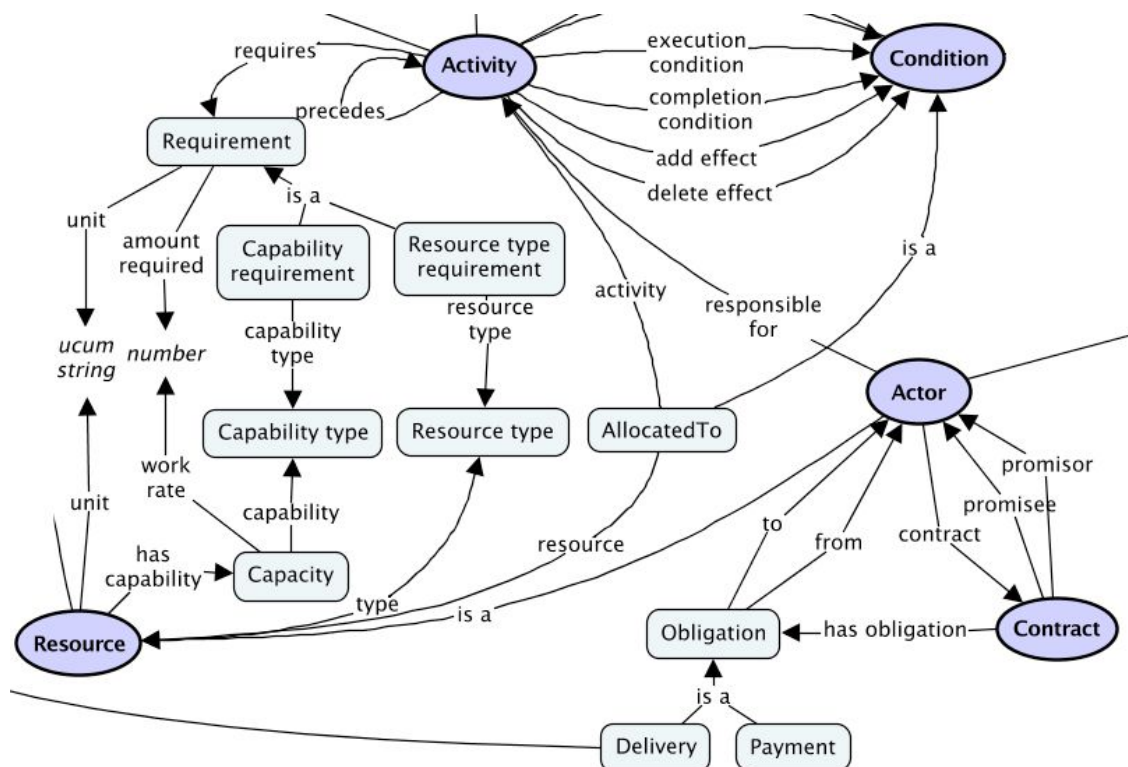 requires
Activity
execution
condition
Condition
precedes
completion
condition
Requirement
add effect
delete effect
is a
unit
amount
required
Capability
requirement
Resource type
requirement
is a
activity
responsible
for
resource
type
capability
type
ucum
string
number
Actor
Capability type
Resource type
AllocatedTo
promisor
work
rate
promisee
unit
capability
to
contract
from
resource
has
capability
Capacity
type
is a
Resource
Obligation
has obligation
Contract
is a
Delivery
Payment